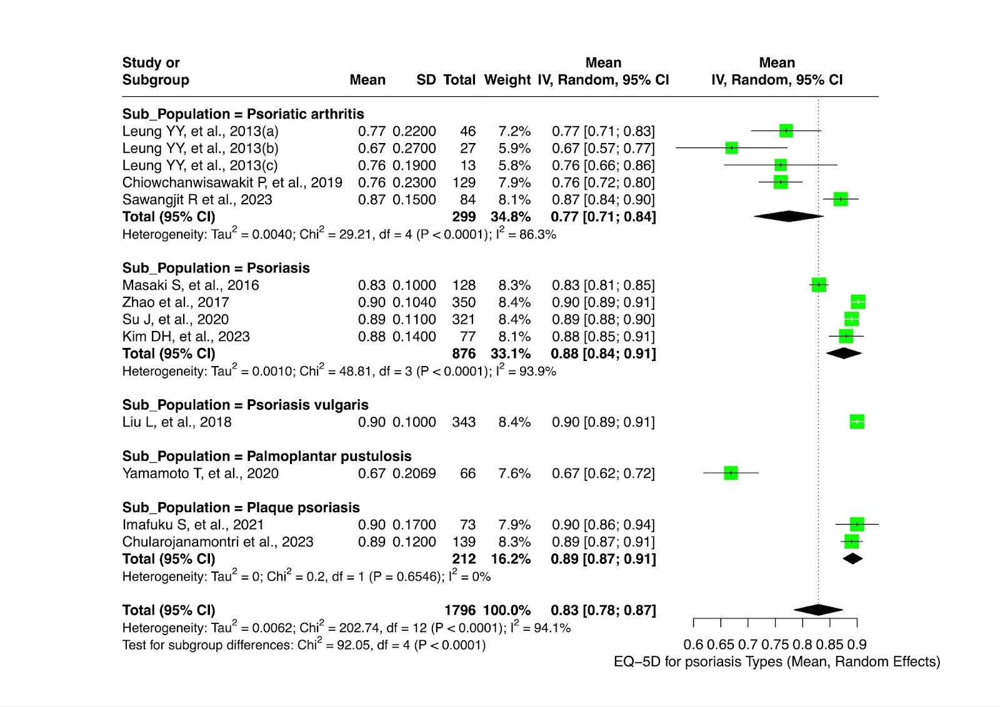 Study or Mean Mean
Subgroup Mean SD Total Weight IV, Random, 95% CI IV, Random, 95% CI
Sub_Population = Psoriatic arthritis
Leung YY, et al., 2013(a) 0.77 0.2200 46 7.2% 0.77 [0.71; 0.83]
Leung YY, et al., 2013(b) 0.67 0.2700 27 5.9% 0.67 [0.57; 0.77]
Leung YY, et al., 2013(c) 0.76 0.1900 13 5.8% 0.76 [0.66; 0.86]
Chiowchanwisawakit P, et al., 2019 0.76 0.2300 129 7.9% 0.76 [0.72; 0.80]
Sawangjit R et al., 2023 0.87 0.1500 84 8.1% 0.87 [0.84; 0.90]
Total (95% CI) 299 34.8% 0.77 [0.71; 0.84]
Heterogeneity: Tau² = 0.0040; Chi² = 29.21, df = 4 (P < 0.0001); I² = 86.3%
Sub_Population = Psoriasis
Masaki S, et al., 2016 0.83 0.1000 128 8.3% 0.83 [0.81; 0.85]
Zhao et al., 2017 0.90 0.1040 350 8.4% 0.90 [0.89; 0.91]
Su J, et al., 2020 0.89 0.1100 321 8.4% 0.89 [0.88; 0.90]
Kim DH, et al., 2023 0.88 0.1400 77 8.1% 0.88 [0.85; 0.91]
Total (95% CI) 876 33.1% 0.88 [0.84; 0.91]
Heterogeneity: Tau² = 0.0010; Chi² = 48.81, df = 3 (P < 0.0001); I² = 93.9%
Sub_Population = Psoriasis vulgaris
Liu L, et al., 2018 0.90 0.1000 343 8.4% 0.90 [0.89; 0.91]
Sub_Population = Palmoplantar pustulosis
Yamamoto T, et al., 2020 0.67 0.2069 66 7.6% 0.67 [0.62; 0.72]
Sub_Population = Plaque psoriasis
Imafuku S, et al., 2021 0.90 0.1700 73 7.9% 0.90 [0.86; 0.94]
Chularojanamontri et al., 2023 0.89 0.1200 139 8.3% 0.89 [0.87; 0.91]
Total (95% CI) 212 16.2% 0.89 [0.87; 0.91]
Heterogeneity: Tau² = 0; Chi² = 0.2, df = 1 (P = 0.6546); I² = 0%
Total (95% CI) 1796 100.0% 0.83 [0.78; 0.87]
Heterogeneity: Tau² = 0.0062; Chi² = 202.74, df = 12 (P < 0.0001); I² = 94.1%
Test for subgroup differences: Chi² = 92.05, df = 4 (P < 0.0001)
0.6 0.65 0.7 0.75 0.8 0.85 0.9
EQ−5D for psoriasis Types (Mean, Random Effects)